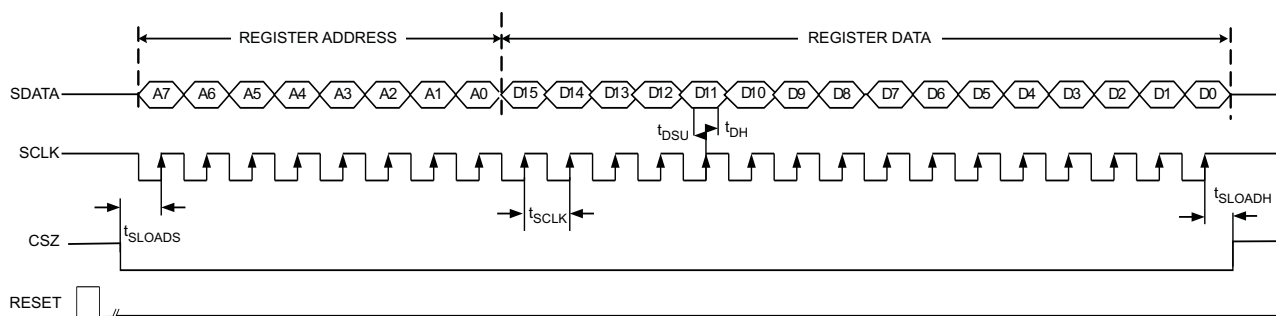 REGISTER ADDRESS REGISTER DATA
SDATA A7 A6 A5 A4 A3 A2 A1 A0 D15 D14 D13 D12 D11 D10 D9 D8 D7 D6 D5 D4 D3 D2 D1 D0
tDSU tDH
SCLK
tSLOADS tSCLK tSLOADH
CSZ
RESET //